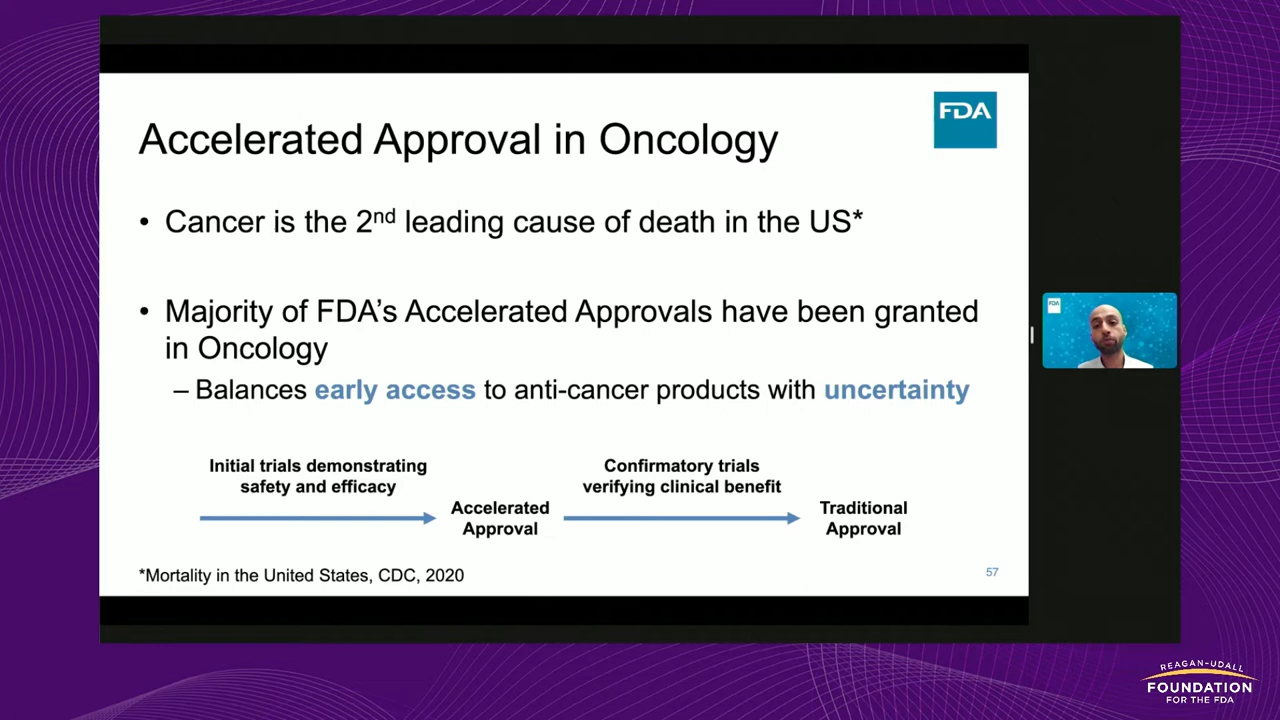 FDA
Accelerated Approval in Oncology
• Cancer is the 2nd leading cause of death in the US*
• Majority of FDA’s Accelerated Approvals have been granted
in Oncology
– Balances early access to anti-cancer products with uncertainty
Initial trials demonstrating
safety and efficacy
Accelerated
Approval
Confirmatory trials
verifying clinical benefit
Traditional
Approval
*Mortality in the United States, CDC, 2020
57
FDA
REAGAN-UDALL
FOUNDATION
FOR THE FDA